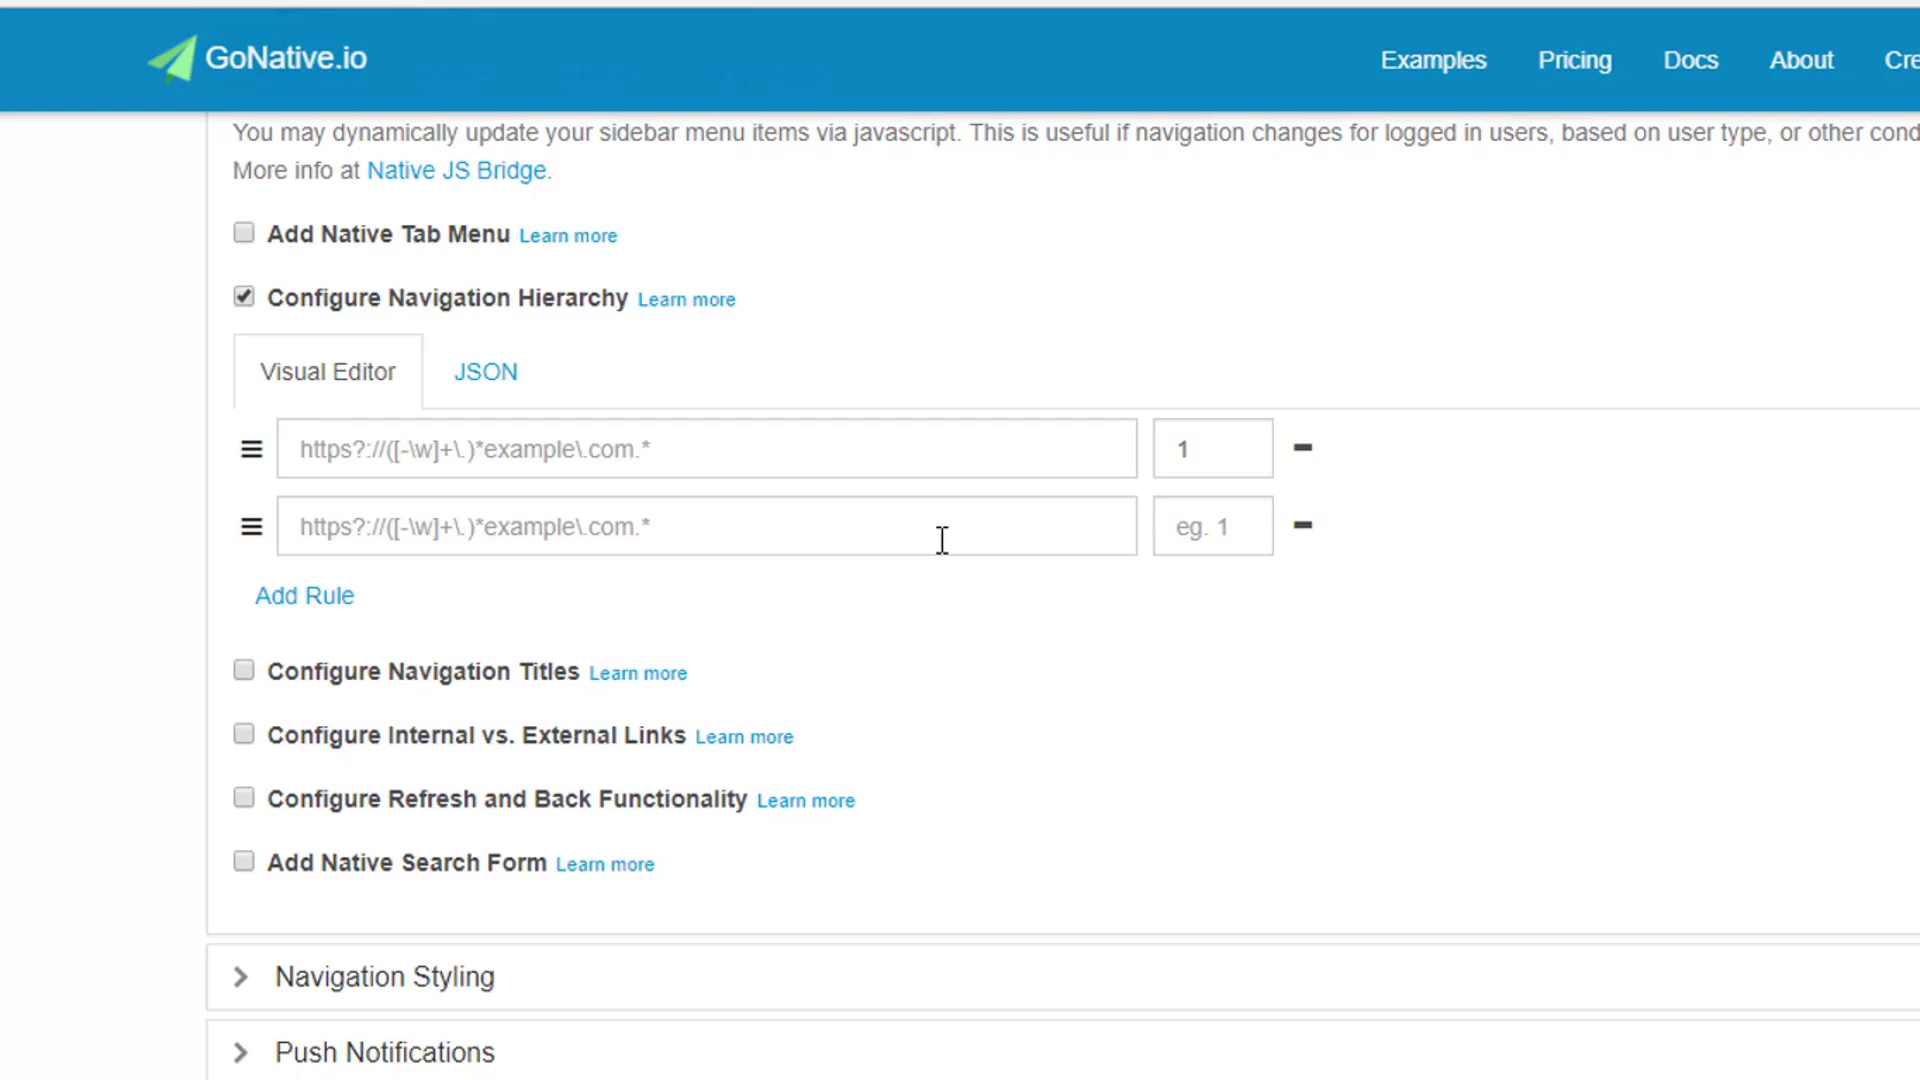 GoNative.io
Examples Pricing Docs About Cre
You may dynamically update your sidebar menu items via javascript. This is useful if navigation changes for logged in users, based on user type, or other cond
More info at Native JS Bridge.
Add Native Tab Menu Learn more
Configure Navigation Hierarchy Learn more
Visual Editor JSON
https?://([-\w]+\.)*example\.com.* 1
https?://([-\w]+\.)*example\.com.* eg. 1
Add Rule
Configure Navigation Titles Learn more
Configure Internal vs. External Links Learn more
Configure Refresh and Back Functionality Learn more
Add Native Search Form Learn more
Navigation Styling
Push Notifications